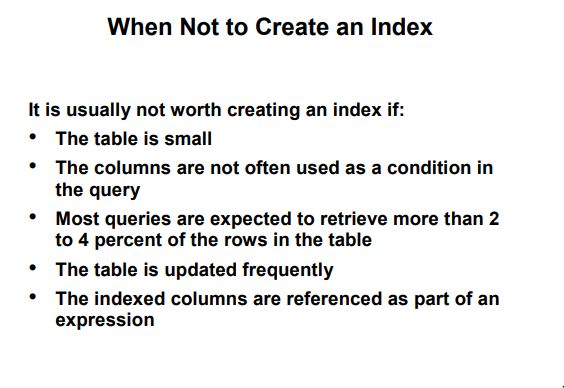 When Not to Create an Index
It is usually not worth creating an index if:
• The table is small
• The columns are not often used as a condition in
the query
• Most queries are expected to retrieve more than 2
to 4 percent of the rows in the table
• The table is updated frequently
• The indexed columns are referenced as part of an
expression